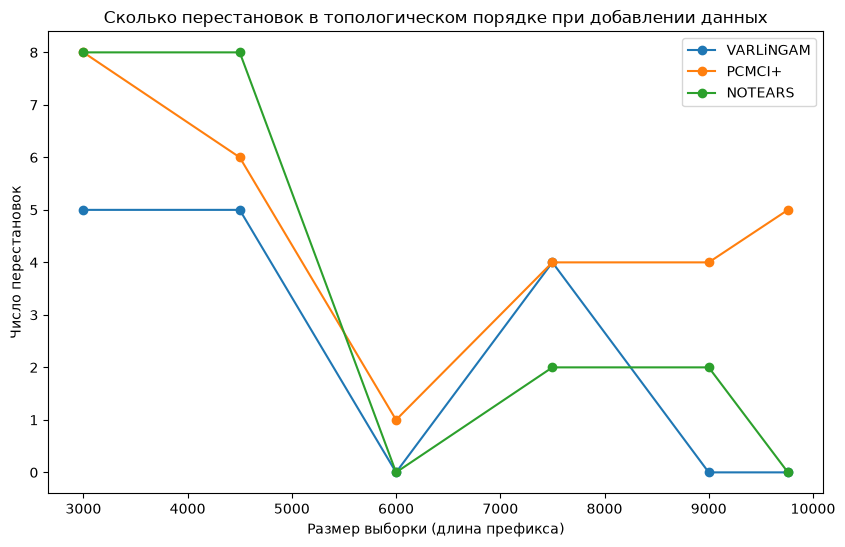 Сколько перестановок в топологическом порядке при добавлении данных
VARLiNGAM
PCMCI+
NOTEARS
Число перестановок
8
7
6
5
4
3
2
1
0
3000 4000 5000 6000 7000 8000 9000 10000
Размер выборки (длина префикса)